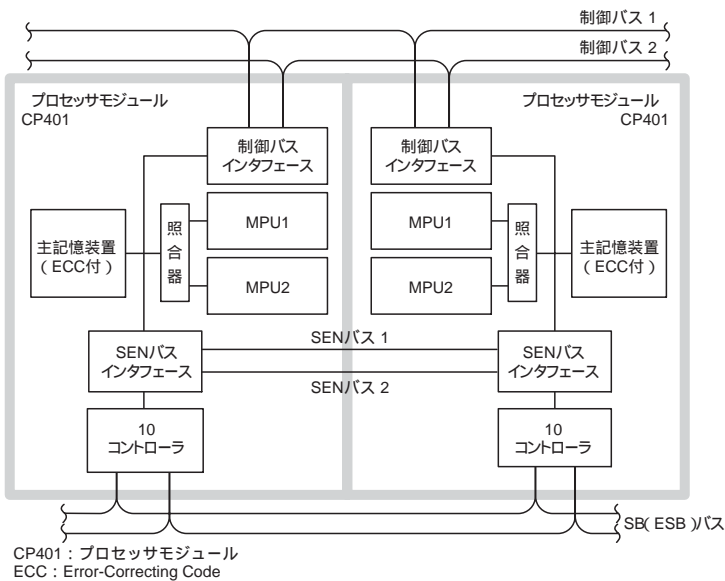 制御バス 1
制御バス 2
プロセッサモジュール
CP401
プロセッサモジュール
CP401
制御バス
インタフェース
制御バス
インタフェース
主記憶装置
( ECC付 )
照合器
MPU1
MPU2
MPU1
MPU2
照合器
主記憶装置
( ECC付 )
SENバス
インタフェース
SENバス 1
SENバス 2
SENバス
インタフェース
10
コントローラ
10
コントローラ
SB( ESB )バス
CP401 : プロセッサモジュール
ECC : Error-Correcting Code